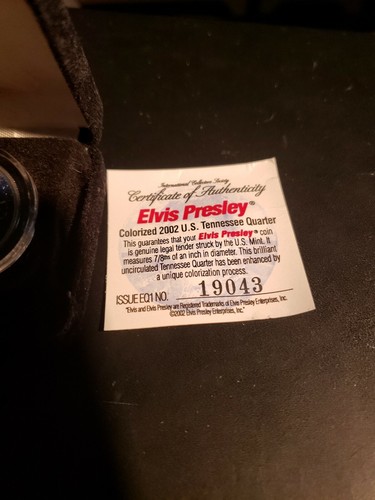 International Collectors Society
Certificate of Authenticity
Elvis Presley®
Colorized 2002 U.S. Tennessee Quarter
This guarantees that your Elvis Presley® coin
is genuine legal tender struck by the U.S. Mint. It
measures 7/8ths of an inch in diameter. This brilliant
uncirculated Tennessee Quarter has been enhanced by
a unique colorization process.
ISSUE EQ1 NO. 19043
"Elvis and Elvis Presley are Registered Trademarks of Elvis Presley Enterprises, Inc.
©2002 Elvis Presley Enterprises, Inc."